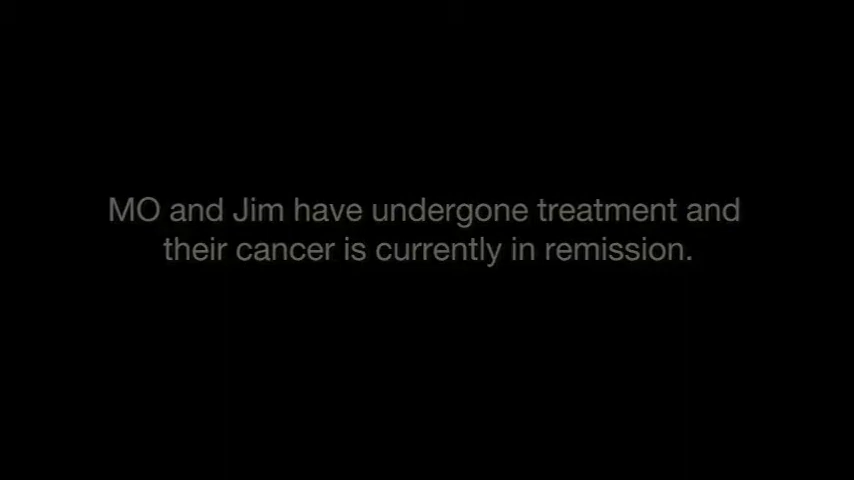 MO and Jim have undergone treatment and
their cancer is currently in remission.